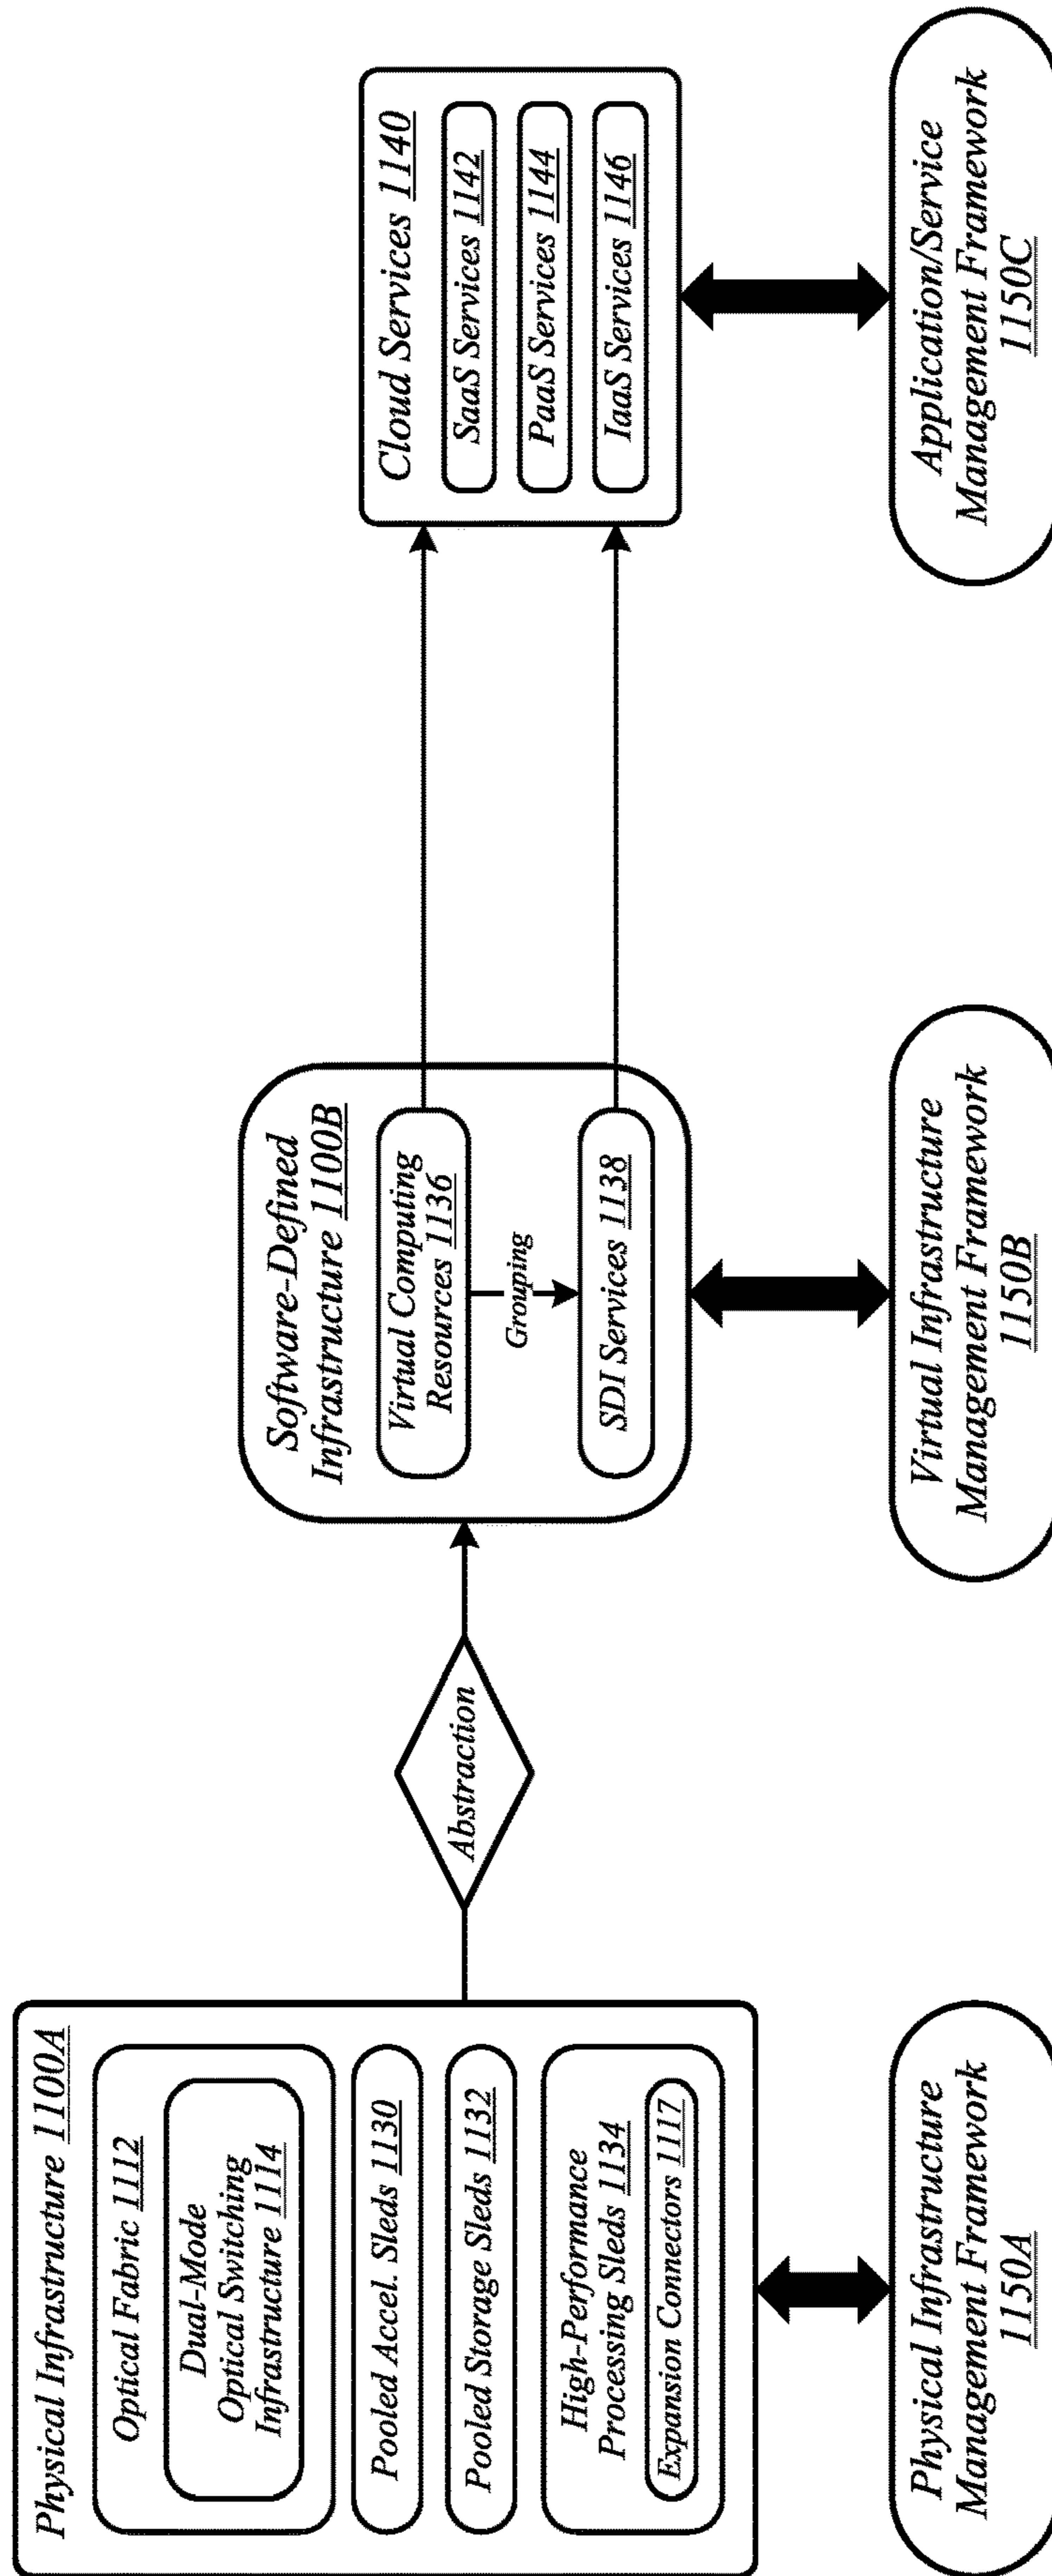 Physical Infrastructure 1100A
Optical Fabric 1112
Dual-Mode
Optical Switching
Infrastructure 1114
Pooled Accel. Sleds 1130
Pooled Storage Sleds 1132
High-Performance
Processing Sleds 1134
Expansion Connectors 1117
Physical Infrastructure
Management Framework
1150A
Abstraction
Software-Defined
Infrastructure 1100B
Virtual Computing
Resources 1136
Grouping
SDI Services 1138
Virtual Infrastructure
Management Framework
1150B
Cloud Services 1140
SaaS Services 1142
PaaS Services 1144
IaaS Services 1146
Application/Service
Management Framework
1150C